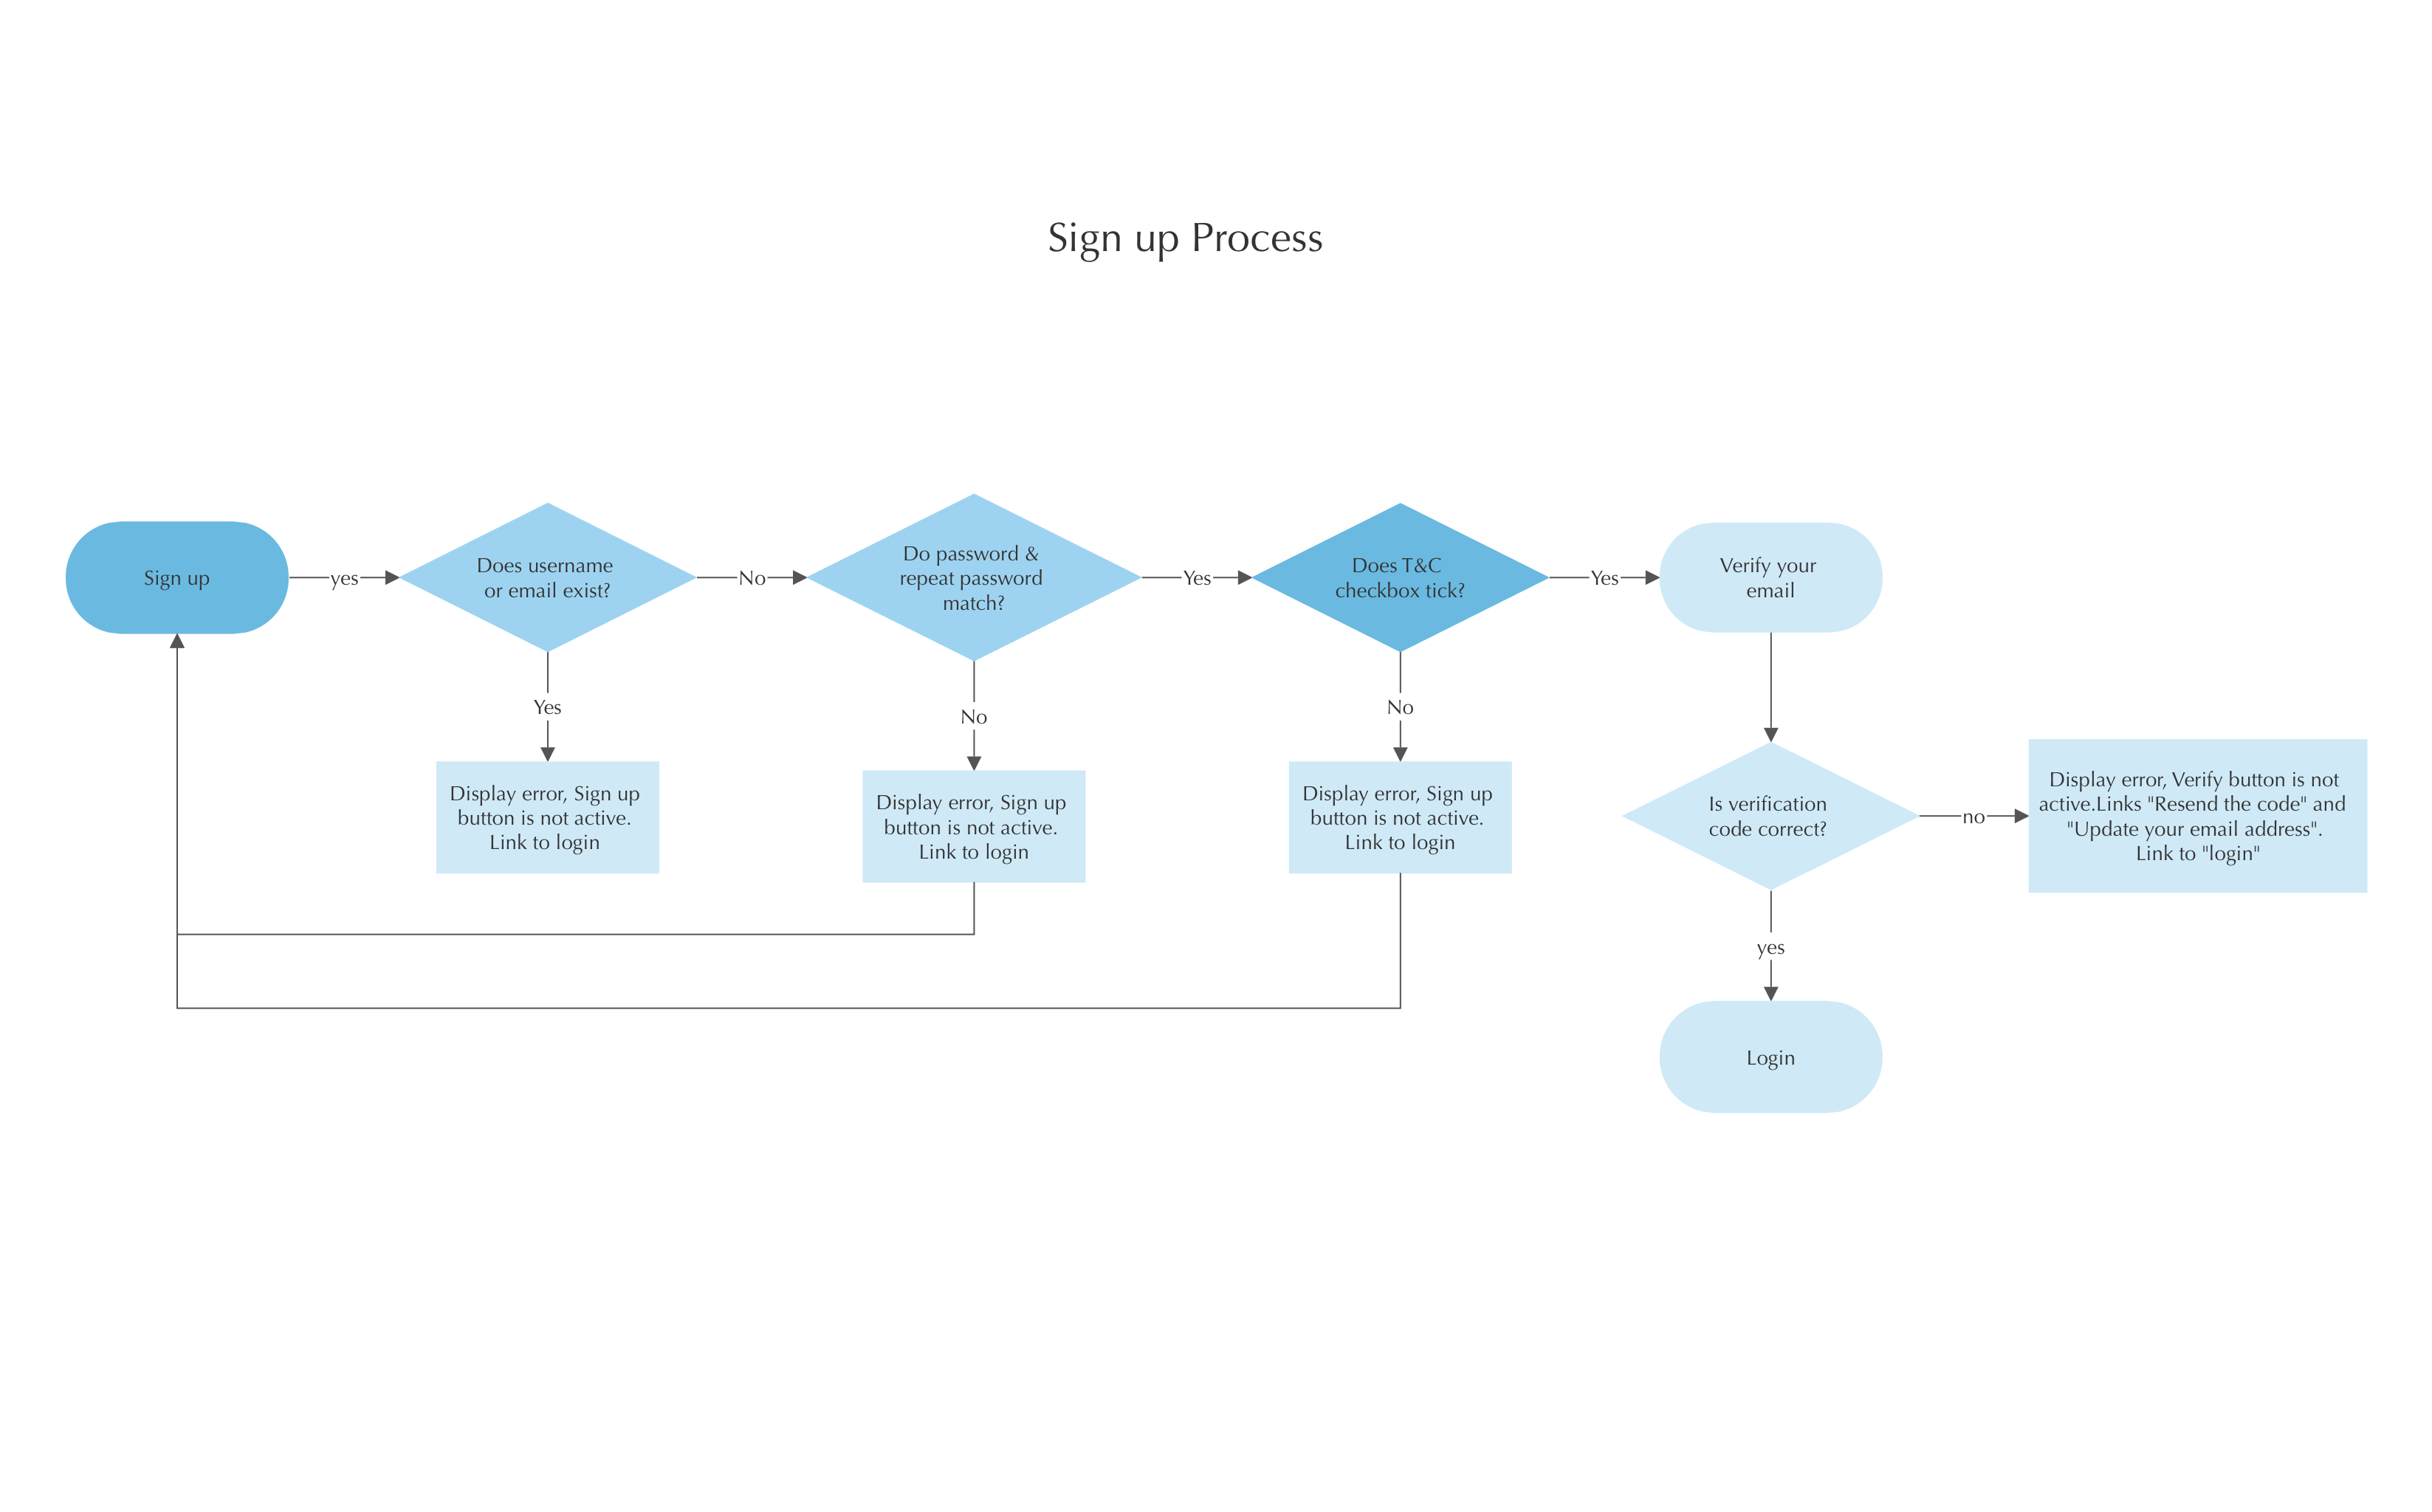 Sign up Process
Sign up
yes
Does username
or email exist?
No
Do password &
repeat password
match?
Yes
Does T&C
checkbox tick?
Yes
Verify your
email
Yes
No
No
Display error, Sign up
button is not active.
Link to login
Display error, Sign up
button is not active.
Link to login
Display error, Sign up
button is not active.
Link to login
Is verification
code correct?
no
Display error, Verify button is not
active.Links "Resend the code" and
"Update your email address".
Link to "login"
yes
Login